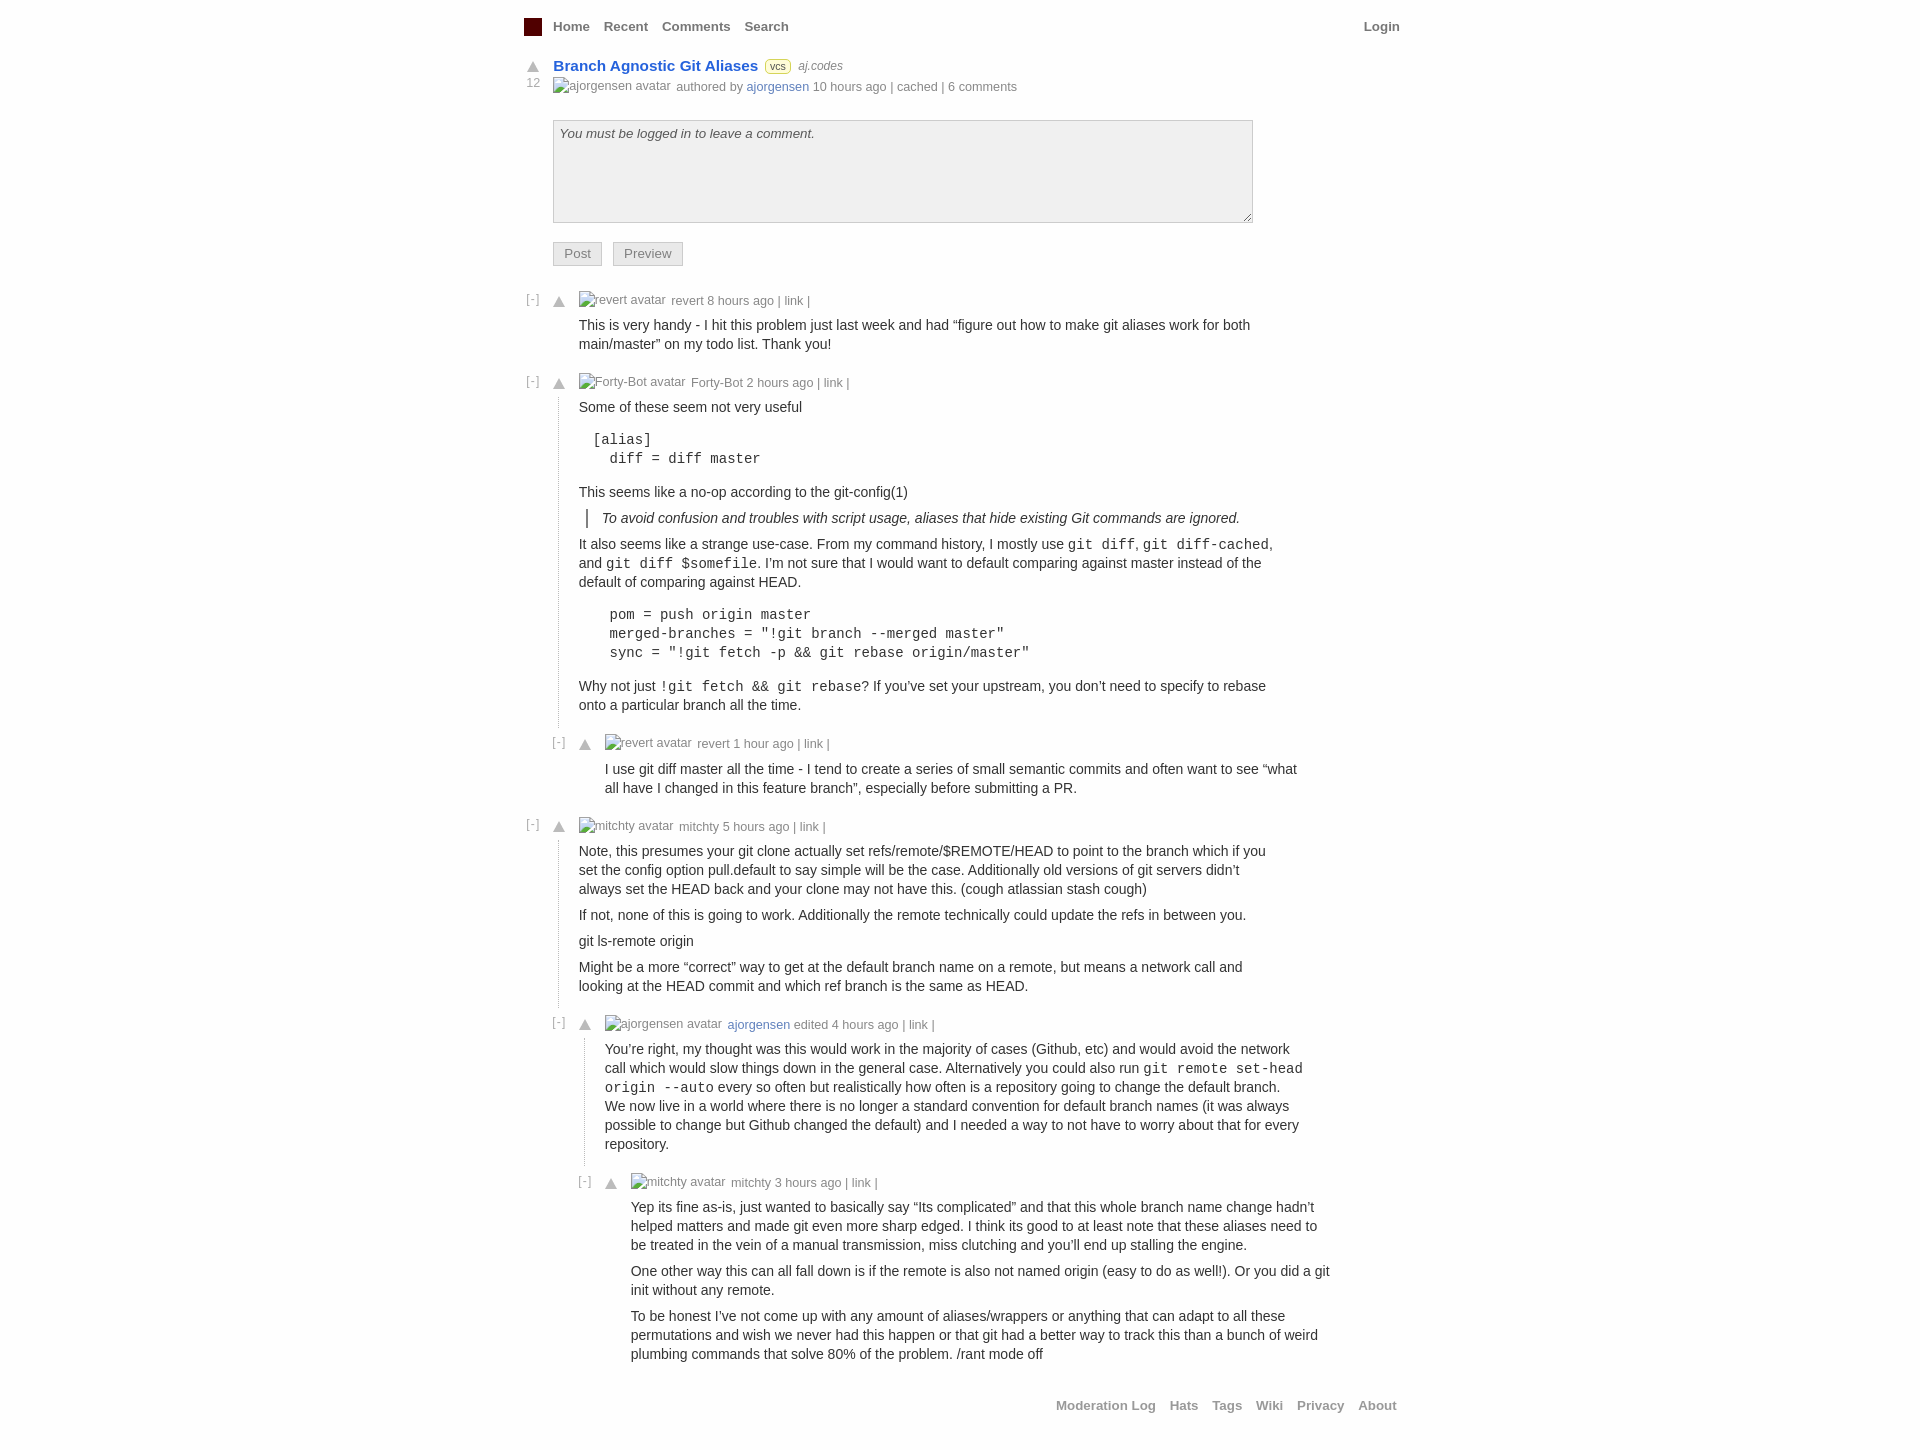 Home Recent Comments Search Login
Branch Agnostic Git Aliases vcs aj.codes
12
ajorgensen avatar authored by ajorgensen 10 hours ago | cached | 6 comments
You must be logged in to leave a comment.
Post Preview
[-] revert avatar revert 8 hours ago | link |
This is very handy - I hit this problem just last week and had “figure out how to make git aliases work for both
main/master” on my todo list. Thank you!
[-] Forty-Bot avatar Forty-Bot 2 hours ago | link |
Some of these seem not very useful
[alias]
  diff = diff master
This seems like a no-op according to the git-config(1)
To avoid confusion and troubles with script usage, aliases that hide existing Git commands are ignored.
It also seems like a strange use-case. From my command history, I mostly use git diff, git diff-cached,
and git diff $somefile. I’m not sure that I would want to default comparing against master instead of the
default of comparing against HEAD.
  pom = push origin master
  merged-branches = "!git branch --merged master"
  sync = "!git fetch -p && git rebase origin/master"
Why not just !git fetch && git rebase? If you’ve set your upstream, you don’t need to specify to rebase
onto a particular branch all the time.
[-] revert avatar revert 1 hour ago | link |
I use git diff master all the time - I tend to create a series of small semantic commits and often want to see “what
all have I changed in this feature branch”, especially before submitting a PR.
[-] mitchty avatar mitchty 5 hours ago | link |
Note, this presumes your git clone actually set refs/remote/$REMOTE/HEAD to point to the branch which if you
set the config option pull.default to say simple will be the case. Additionally old versions of git servers didn’t
always set the HEAD back and your clone may not have this. (cough atlassian stash cough)
If not, none of this is going to work. Additionally the remote technically could update the refs in between you.
git ls-remote origin
Might be a more “correct” way to get at the default branch name on a remote, but means a network call and
looking at the HEAD commit and which ref branch is the same as HEAD.
[-] ajorgensen avatar ajorgensen edited 4 hours ago | link |
You’re right, my thought was this would work in the majority of cases (Github, etc) and would avoid the network
call which would slow things down in the general case. Alternatively you could also run git remote set-head
origin --auto every so often but realistically how often is a repository going to change the default branch.
We now live in a world where there is no longer a standard convention for default branch names (it was always
possible to change but Github changed the default) and I needed a way to not have to worry about that for every
repository.
[-] mitchty avatar mitchty 3 hours ago | link |
Yep its fine as-is, just wanted to basically say “Its complicated” and that this whole branch name change hadn’t
helped matters and made git even more sharp edged. I think its good to at least note that these aliases need to
be treated in the vein of a manual transmission, miss clutching and you’ll end up stalling the engine.
One other way this can all fall down is if the remote is also not named origin (easy to do as well!). Or you did a git
init without any remote.
To be honest I’ve not come up with any amount of aliases/wrappers or anything that can adapt to all these
permutations and wish we never had this happen or that git had a better way to track this than a bunch of weird
plumbing commands that solve 80% of the problem. /rant mode off
Moderation Log Hats Tags Wiki Privacy About